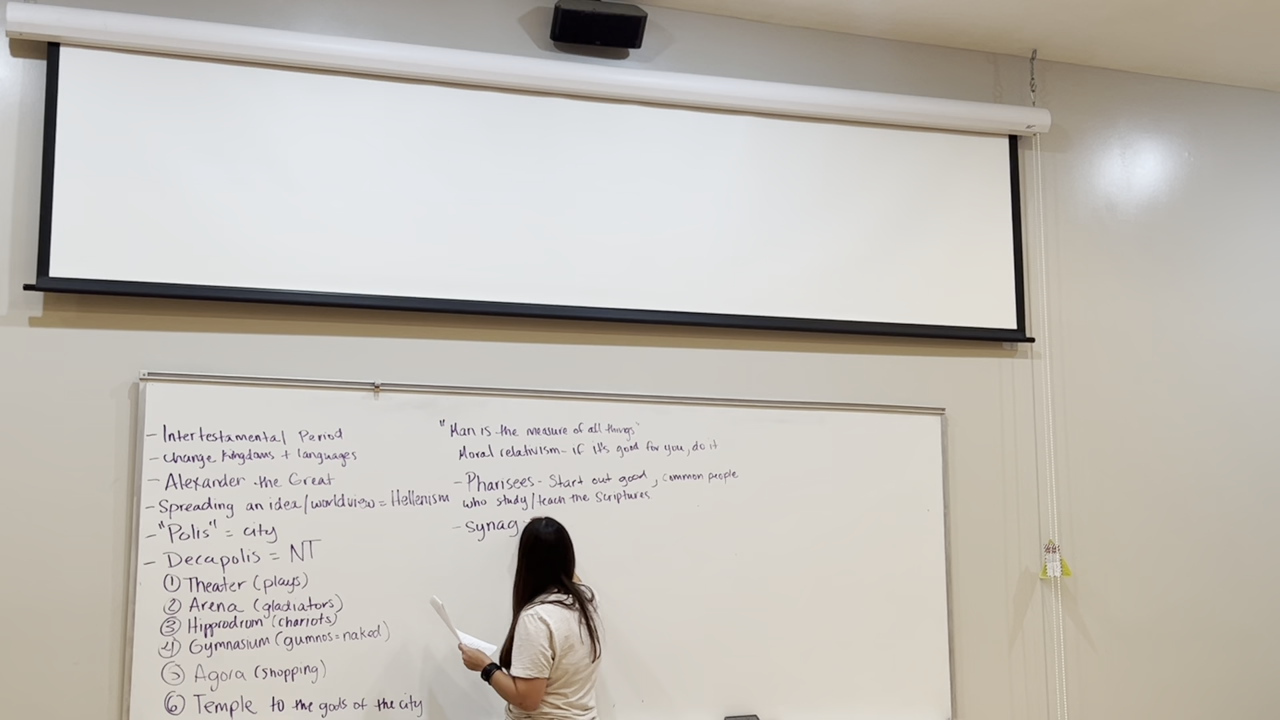 - Intertestamental Period
- change kingdoms + languages
- Alexander the Great
- Spreading an idea/worldview = Hellenism
- "Polis" = city
- Decapolis = NT
① Theater (plays)
② Arena (gladiators)
③ Hipprodrom (chariots)
④ Gymnasium (gumnos=naked)
⑤ Agora (shopping)
⑥ Temple to the gods of the city
"Man is the measure of all things"
Moral relativism- if it's good for you, do it
- Pharisees - Start out good, common people
who study/teach the Scriptures
- Synag